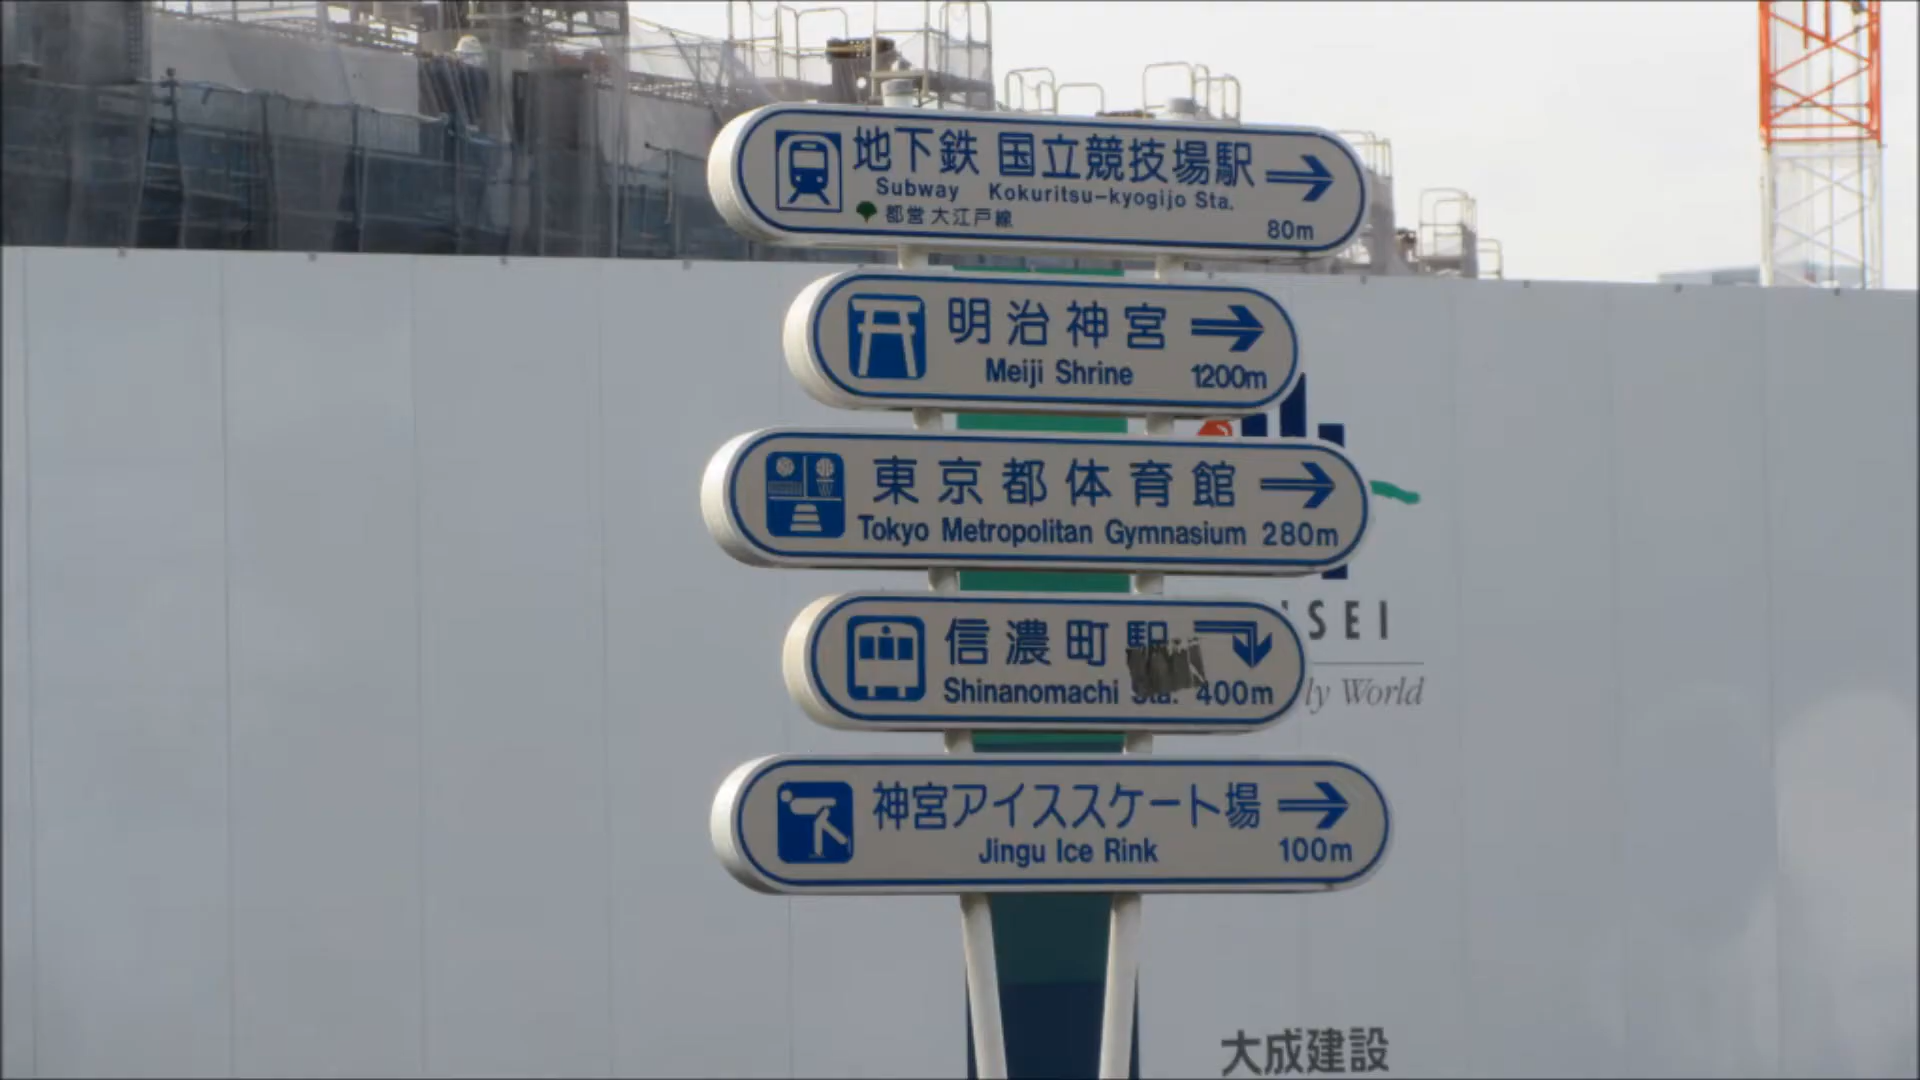 地下鉄 国立競技場駅
Subway Kokuritsu-kyogijo Sta.
都営大江戸線
80m
明治神宮
Meiji Shrine 1200m
東京都体育館
Tokyo Metropolitan Gymnasium 280m
信濃町駅
Shinanomachi Sta. 400m
神宮アイススケート場
Jingu Ice Rink 100m
SEI
ly World
大成建設